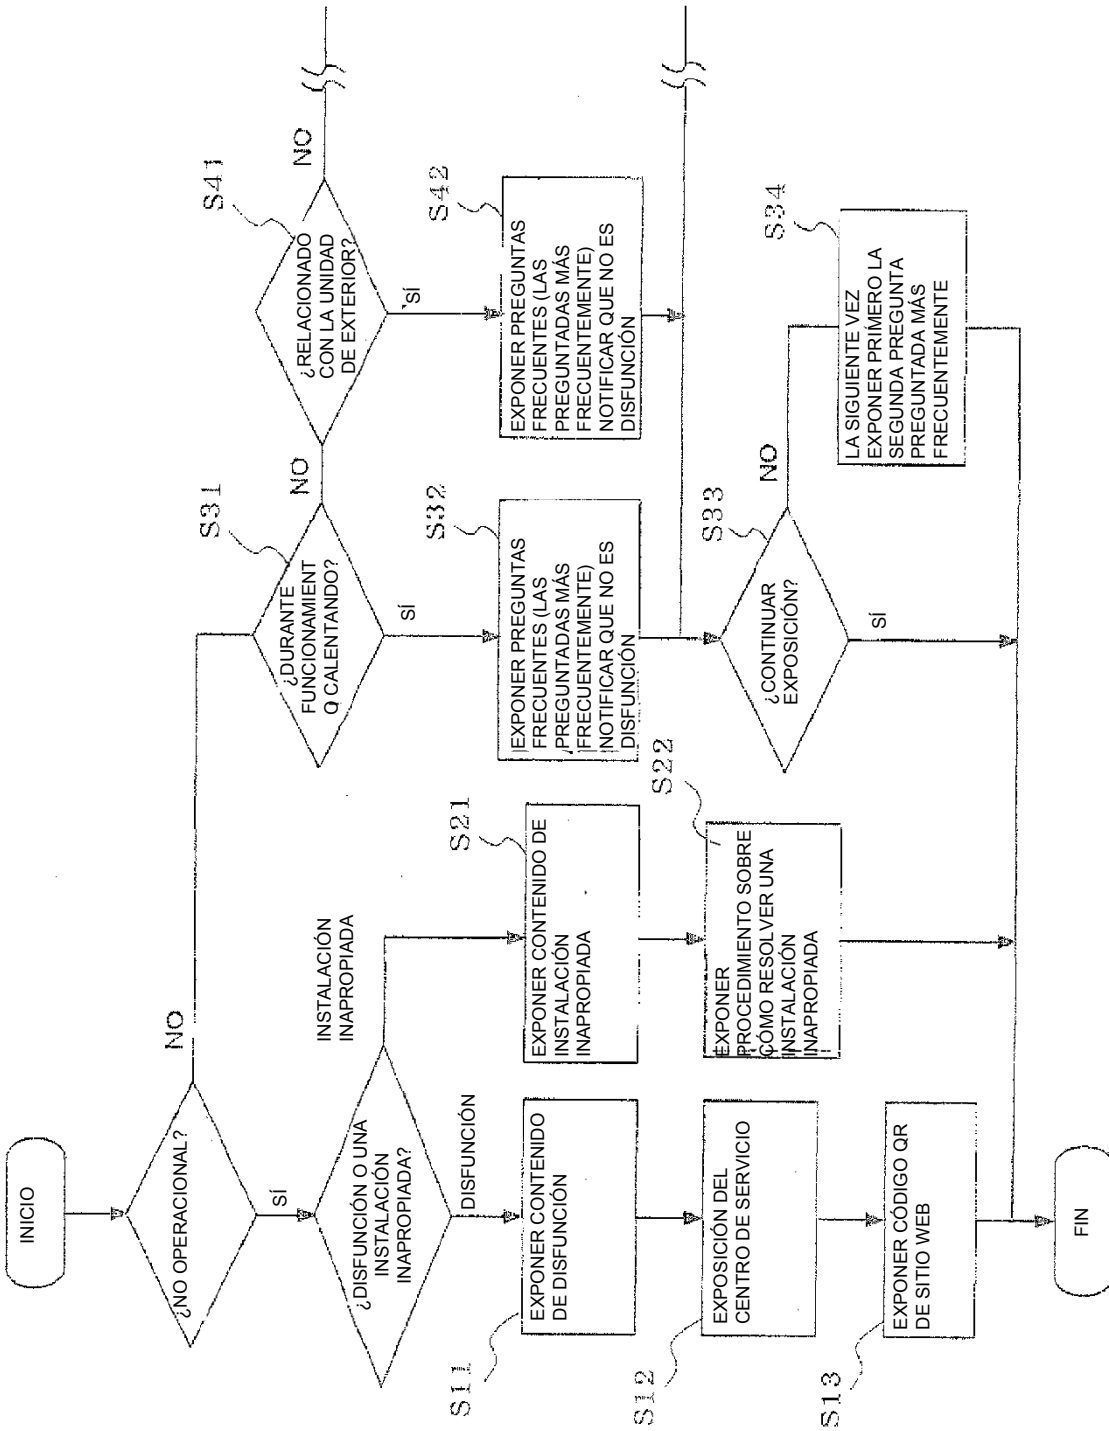 INICIO
¿NO OPERACIONAL?
NO
SÍ
¿DISFUNCIÓN O UNA
INSTALACIÓN
INAPROPIADA?
INSTALACIÓN
INAPROPIADA
DISFUNCIÓN
S11
EXPONER CONTENIDO
DE DISFUNCIÓN
S12
EXPOSICIÓN DEL
CENTRO DE SERVICIO
S13
EXPONER CÓDIGO QR
DE SITIO WEB
FIN
S21
EXPONER CONTENIDO DE
INSTALACIÓN
INAPROPIADA
S22
EXPONER
PROCEDIMIENTO SOBRE
CÓMO RESOLVER UNA
INSTALACIÓN
INAPROPIADA
S31
¿DURANTE
FUNCIONAMIENT
O CALENTANDO?
NO
SÍ
S32
EXPONER PREGUNTAS
FRECUENTES (LAS
PREGUNTADAS MÁS
FRECUENTEMENTE)
NOTIFICAR QUE NO ES
DISFUNCIÓN
S33
¿CONTINUAR
EXPOSICIÓN?
NO
SÍ
S34
LA SIGUIENTE VEZ
EXPONER PRÍMERO LA
SEGUNDA PREGUNTA
PREGUNTADA MÁS
FRECUENTEMENTE
S41
¿RELACIONADO
CON LA UNIDAD
DE EXTERIOR?
NO
SÍ
S42
EXPONER PREGUNTAS
FRECUENTES (LAS
PREGUNTADAS MÁS
FRECUENTEMENTE)
NOTIFICAR QUE NO ES
DISFUNCIÓN